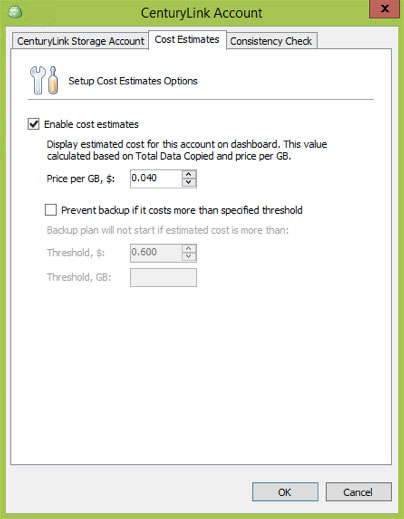 CenturyLink Account
x
CenturyLink Storage Account Cost Estimates Consistency Check
Setup Cost Estimates Options
Enable cost estimates
Display estimated cost for this account on dashboard. This value
calculated based on Total Data Copied and price per GB.
Price per GB, $: 0.040
Prevent backup if it costs more than specified threshold
Backup plan will not start if estimated cost is more than:
Threshold, $: 0.600
Threshold, GB:
OK Cancel